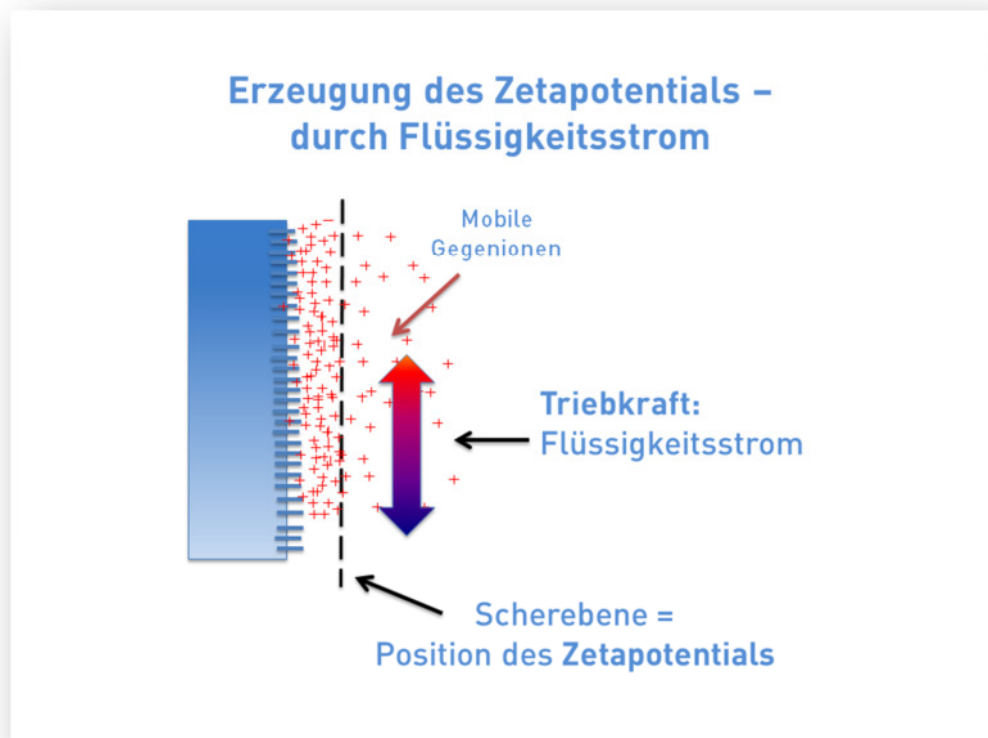 Erzeugung des Zetapotentials –
durch Flüssigkeitsstrom
Mobile
Gegenionen
Triebkraft:
Flüssigkeitsstrom
Scherebene =
Position des Zetapotentials